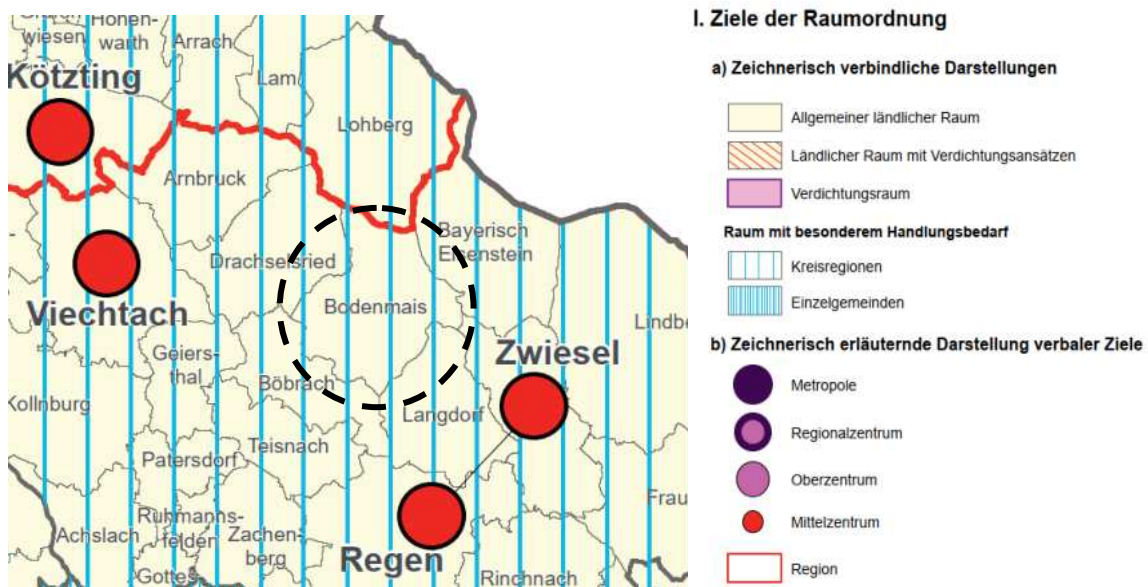 wiesen
Hohen-
warth
Arrach
Kötzting
Lam
Lohberg
Arnbruck
Bayerisch
Eisenstein
Drachselsried
Bodenmais
Viechtach
Lindbe
Zwiesel
Geiers-
thal
Böbrach
Kollnburg
Langdorf
Teisnach
Patersdorf
Frau
Ruhmanns-
felden
Achslach
Zachen-
berg
Regen
Gottes
Rinchnach
I. Ziele der Raumordnung
a) Zeichnerisch verbindliche Darstellungen
Allgemeiner ländlicher Raum
Ländlicher Raum mit Verdichtungsansätzen
Verdichtungsraum
Raum mit besonderem Handlungsbedarf
Kreisregionen
Einzelgemeinden
b) Zeichnerisch erläuternde Darstellung verbaler Ziele
Metropole
Regionalzentrum
Oberzentrum
Mittelzentrum
Region